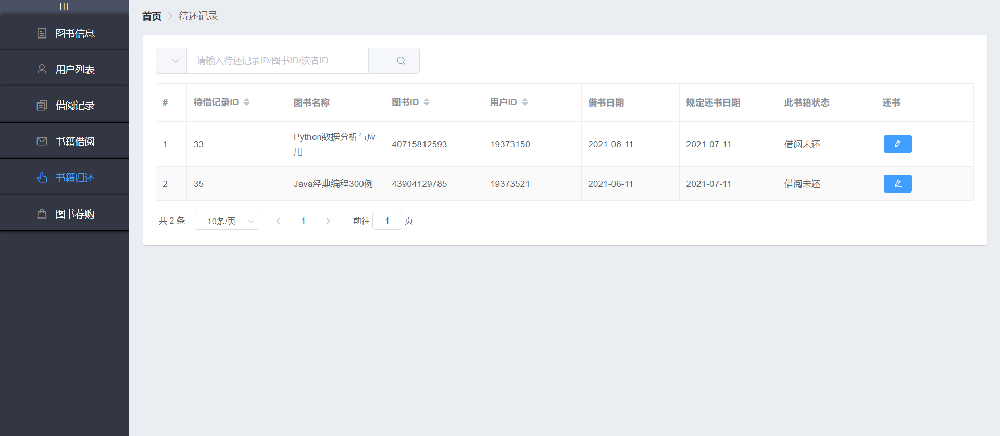 |||
图书信息
用户列表
借阅记录
书籍借阅
书籍归还
图书荐购
首页 > 待还记录
请输入待还记录ID/图书ID/读者ID
# 待借记录ID 图书名称 图书ID 用户ID 借书日期 规定还书日期 此书籍状态 还书
1 33 Python数据分析与应用 40715812593 19373150 2021-06-11 2021-07-11 借阅未还
2 35 Java经典编程300例 43904129785 19373521 2021-06-11 2021-07-11 借阅未还
共 2 条 10条/页 < 1 > 前往 1 页